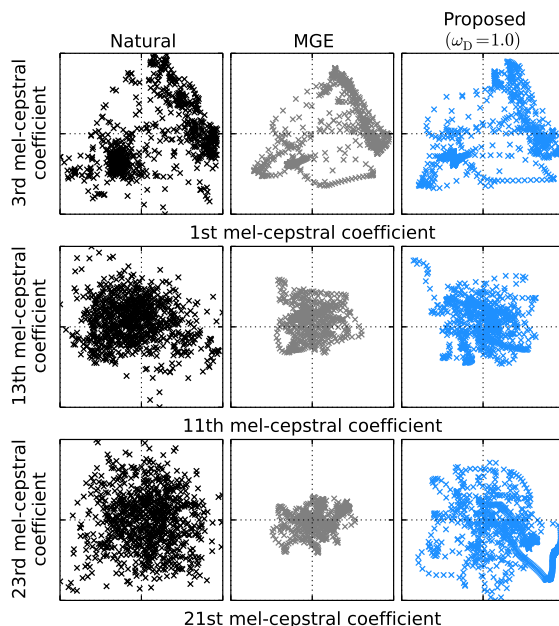 Natural
MGE
Proposed
(ω_D=1.0)
3rd mel-cepstral
coefficient
1st mel-cepstral coefficient
13th mel-cepstral
coefficient
11th mel-cepstral coefficient
23rd mel-cepstral
coefficient
21st mel-cepstral coefficient